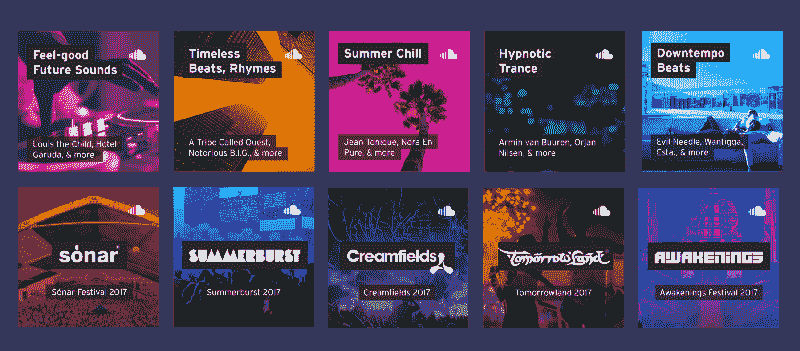 Feel-good
Future Sounds
Louis the Child, Hotel
Garuda, & more
Timeless
Beats, Rhymes
A Tribe Called Quest,
Notorious B.I.G., & more
Summer Chill
Jean Tonique, Nora En
Pure, & more
Hypnotic
Trance
Armin van Buuren, Orjan
Nilsen, & more
Downtempo
Beats
Evil Needle, Wantigga,
Esta., & more
sónar
Sónar Festival 2017
SUMMERBURST
Summerburst 2017
Creamfields
Creamfields 2017
TomorrowLand
Tomorrowland 2017
AWAKENINGS
Awakenings Festival 2017